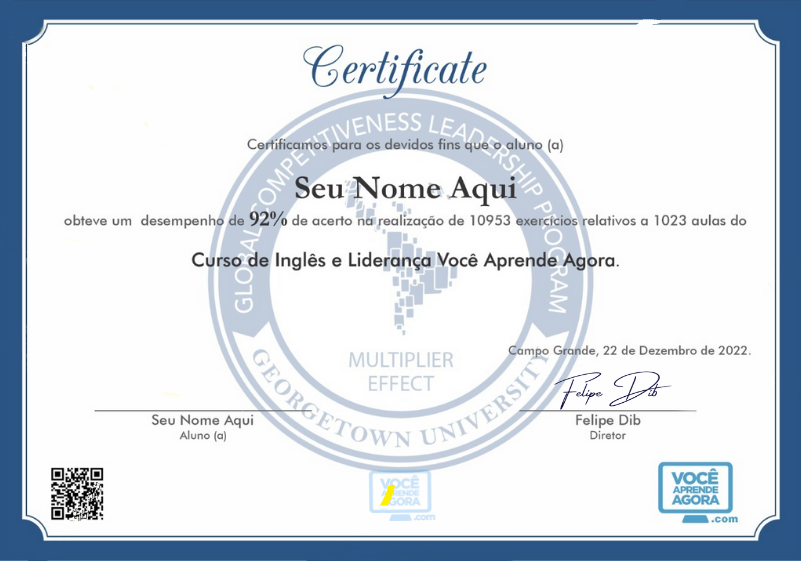 Certificate
GLOBAL COMPETITIVENESS LEADERSHIP PROGRAM
Certificamos para os devidos fins que o aluno (a)
Seu Nome Aqui
obteve um desempenho de 92% de acerto na realização de 10953 exercícios relativos a 1023 aulas do
Curso de Inglês e Liderança Você Aprende Agora.
MULTIPLIER
EFFECT
GEORGETOWN UNIVERSITY
Campo Grande, 22 de Dezembro de 2022.
Felipe Dib
Seu Nome Aqui
Aluno (a)
Felipe Dib
Diretor
VOCÊ
APRENDE
AGORA
.com
VOCÊ
APRENDE
AGORA
.com